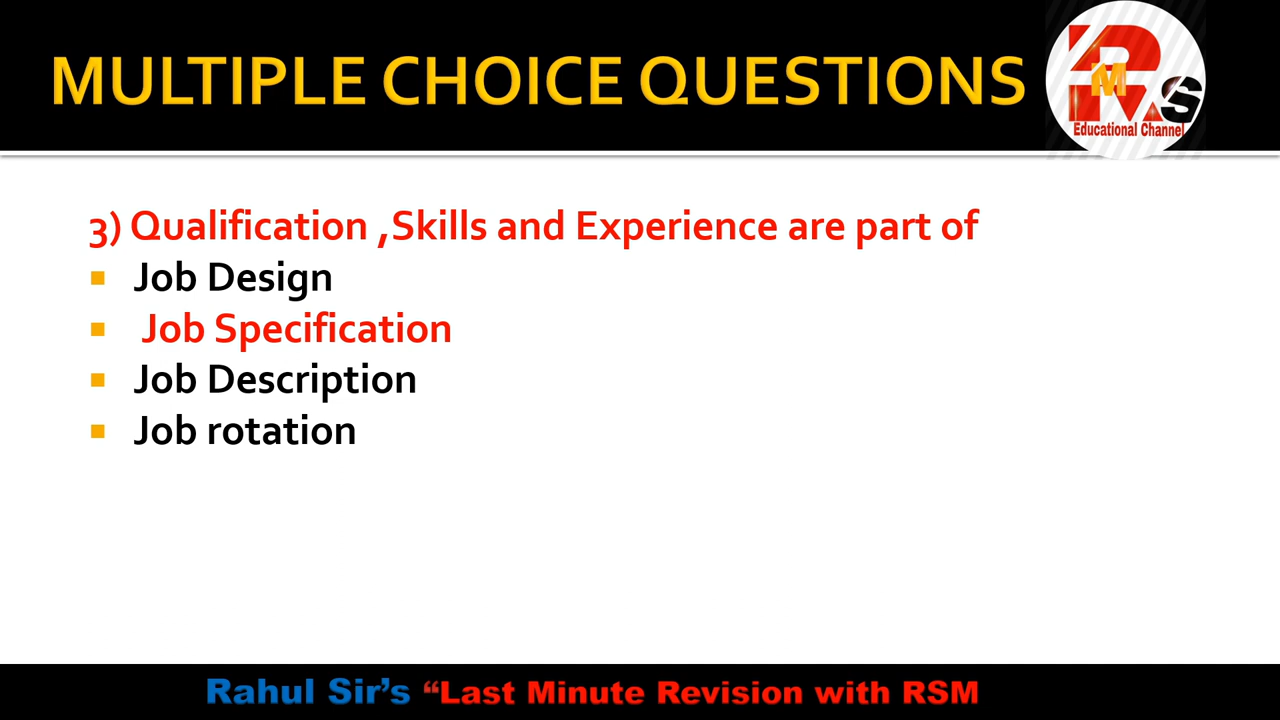 MULTIPLE CHOICE QUESTIONS
RMS
Educational Channel
3) Qualification ,Skills and Experience are part of
Job Design
Job Specification
Job Description
Job rotation
Rahul Sir’s “Last Minute Revision with RSM